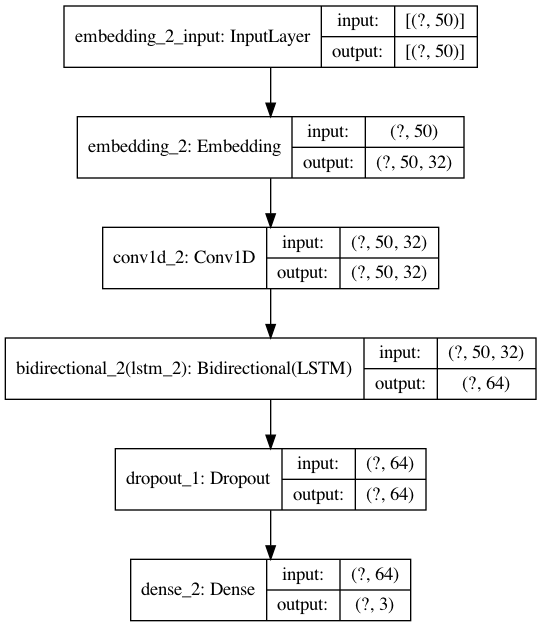 embedding_2_input: InputLayer
input: [(?, 50)]
output: [(?, 50)]
embedding_2: Embedding
input: (?, 50)
output: (?, 50, 32)
conv1d_2: Conv1D
input: (?, 50, 32)
output: (?, 50, 32)
bidirectional_2(lstm_2): Bidirectional(LSTM)
input: (?, 50, 32)
output: (?, 64)
dropout_1: Dropout
input: (?, 64)
output: (?, 64)
dense_2: Dense
input: (?, 64)
output: (?, 3)